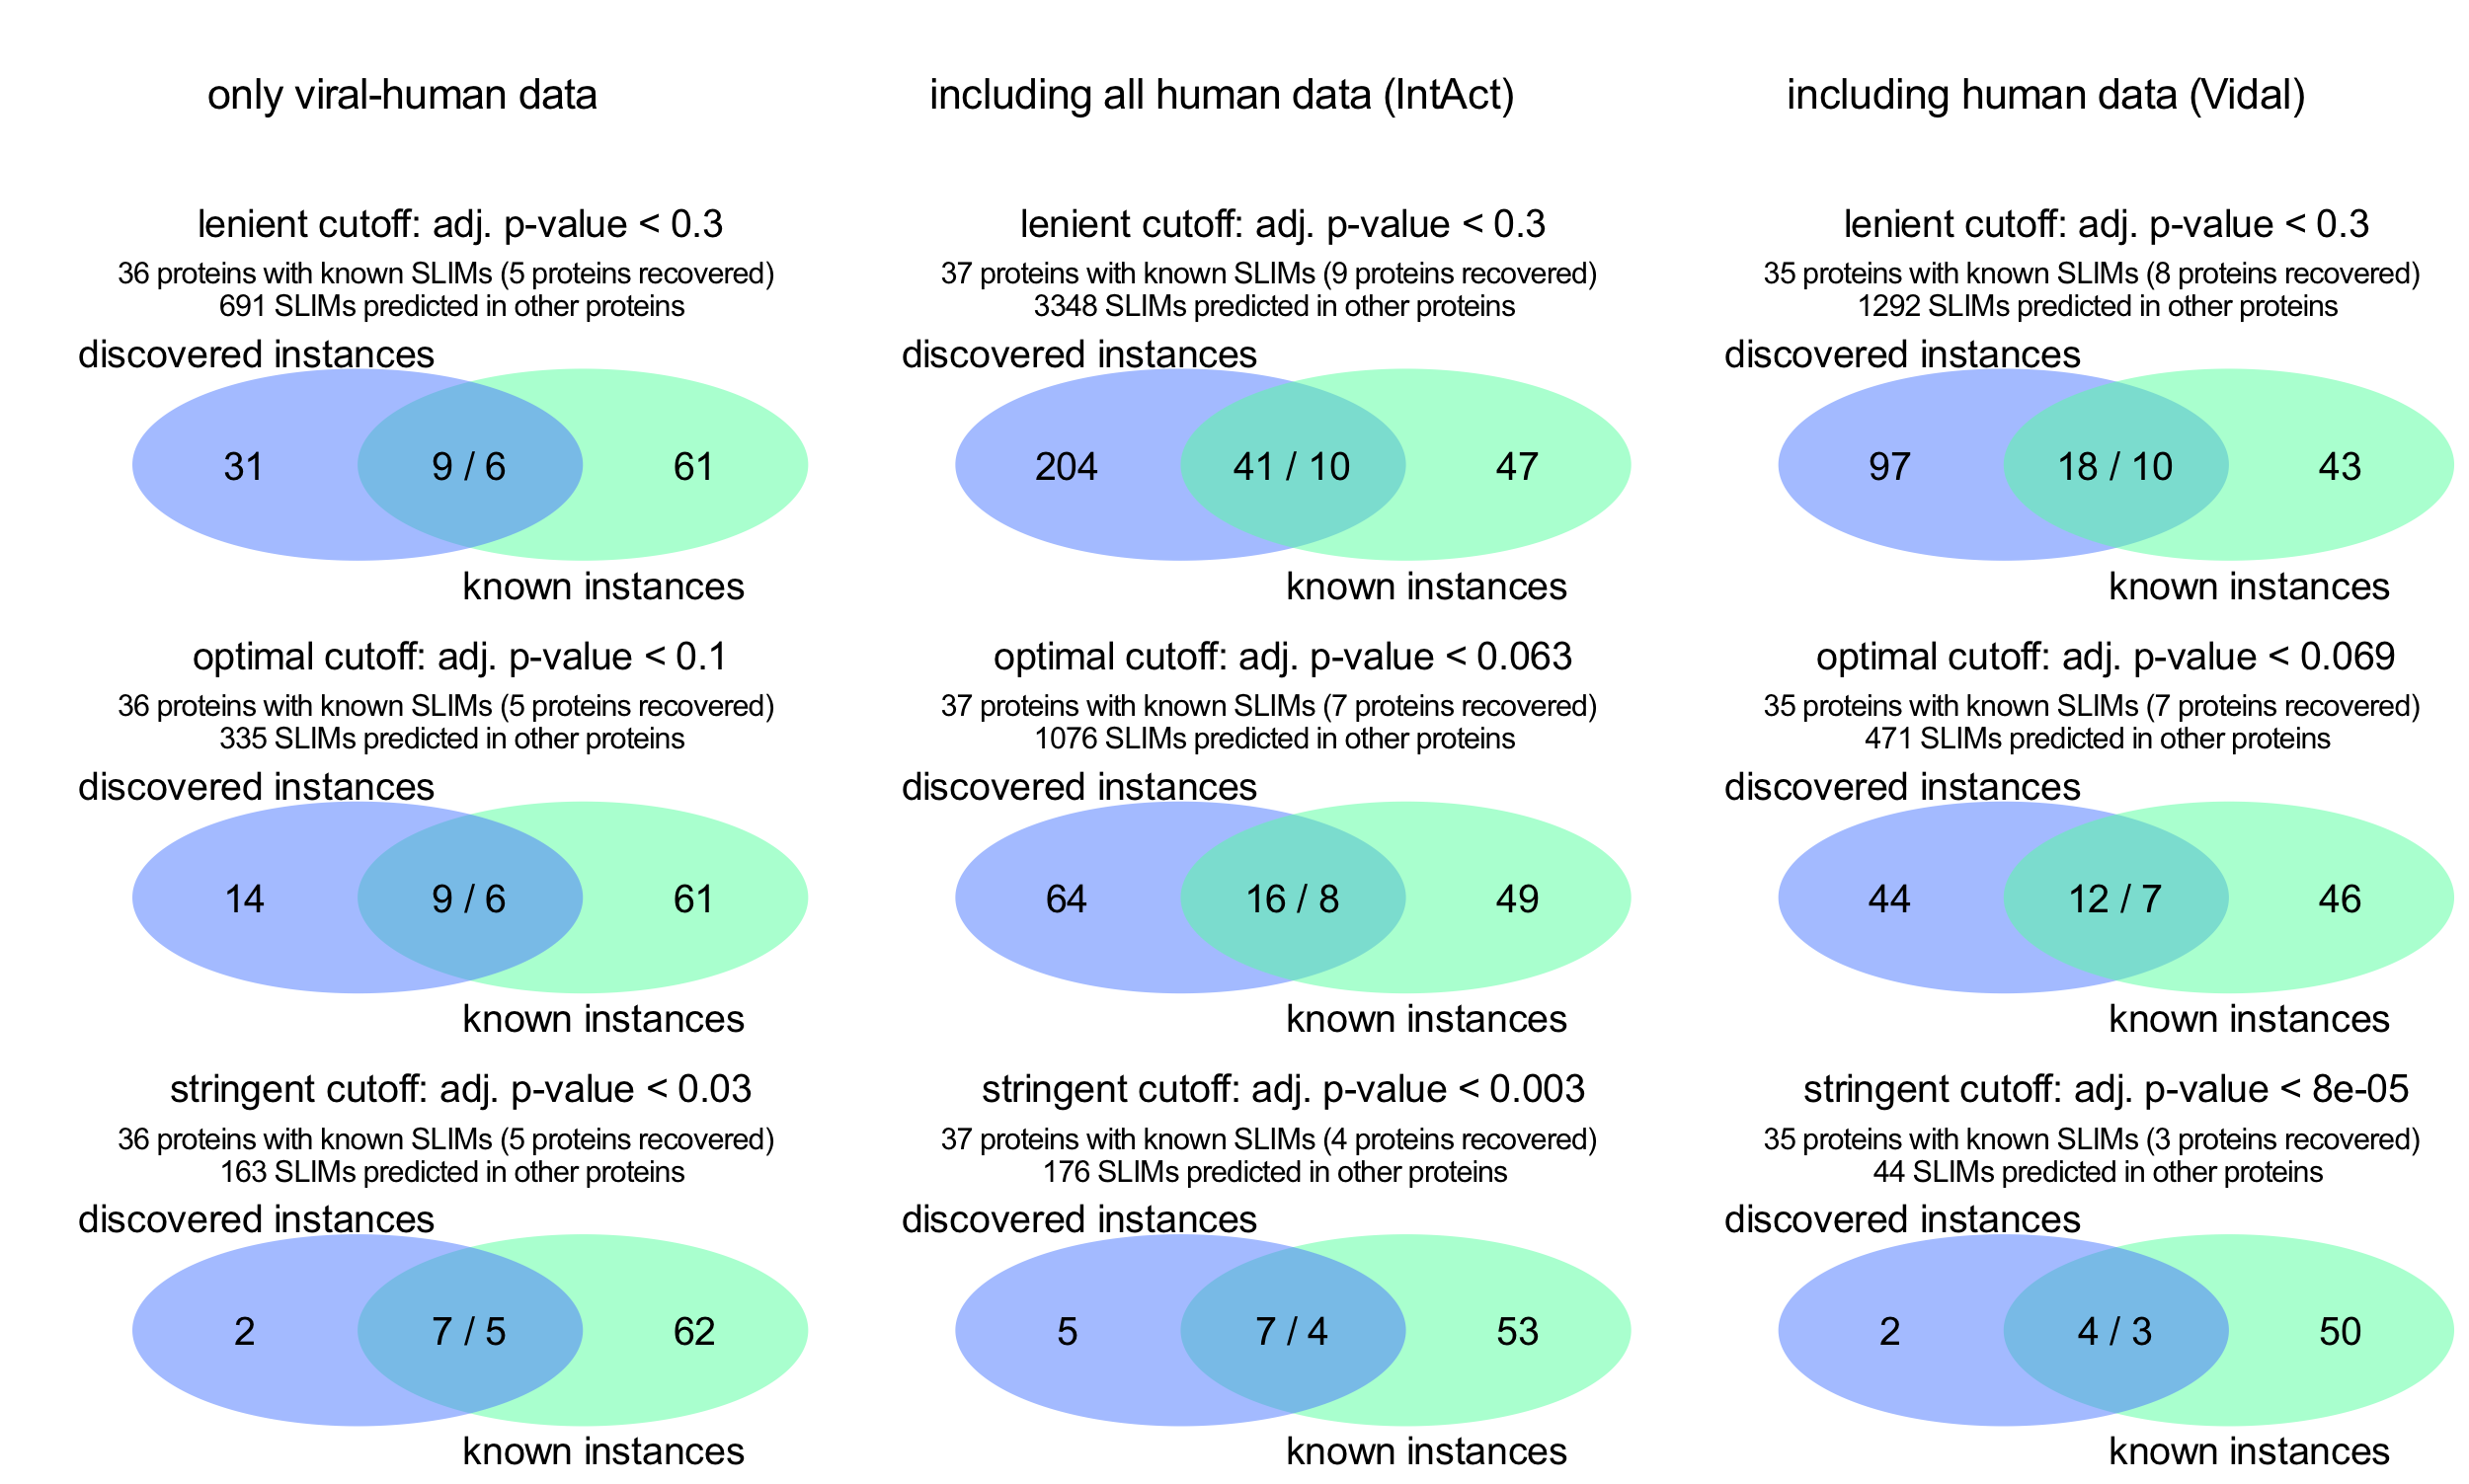 only viral-human data
including all human data (IntAct)
including human data (Vidal)
lenient cutoff: adj. p-value < 0.3
36 proteins with known SLIMs (5 proteins recovered)
691 SLIMs predicted in other proteins
discovered instances
31
9 / 6
61
known instances
lenient cutoff: adj. p-value < 0.3
37 proteins with known SLIMs (9 proteins recovered)
3348 SLIMs predicted in other proteins
discovered instances
204
41 / 10
47
known instances
lenient cutoff: adj. p-value < 0.3
35 proteins with known SLIMs (8 proteins recovered)
1292 SLIMs predicted in other proteins
discovered instances
97
18 / 10
43
known instances
optimal cutoff: adj. p-value < 0.1
36 proteins with known SLIMs (5 proteins recovered)
335 SLIMs predicted in other proteins
discovered instances
14
9 / 6
61
known instances
optimal cutoff: adj. p-value < 0.063
37 proteins with known SLIMs (7 proteins recovered)
1076 SLIMs predicted in other proteins
discovered instances
64
16 / 8
49
known instances
optimal cutoff: adj. p-value < 0.069
35 proteins with known SLIMs (7 proteins recovered)
471 SLIMs predicted in other proteins
discovered instances
44
12 / 7
46
known instances
stringent cutoff: adj. p-value < 0.03
36 proteins with known SLIMs (5 proteins recovered)
163 SLIMs predicted in other proteins
discovered instances
2
7 / 5
62
known instances
stringent cutoff: adj. p-value < 0.003
37 proteins with known SLIMs (4 proteins recovered)
176 SLIMs predicted in other proteins
discovered instances
5
7 / 4
53
known instances
stringent cutoff: adj. p-value < 8e-05
35 proteins with known SLIMs (3 proteins recovered)
44 SLIMs predicted in other proteins
discovered instances
2
4 / 3
50
known instances